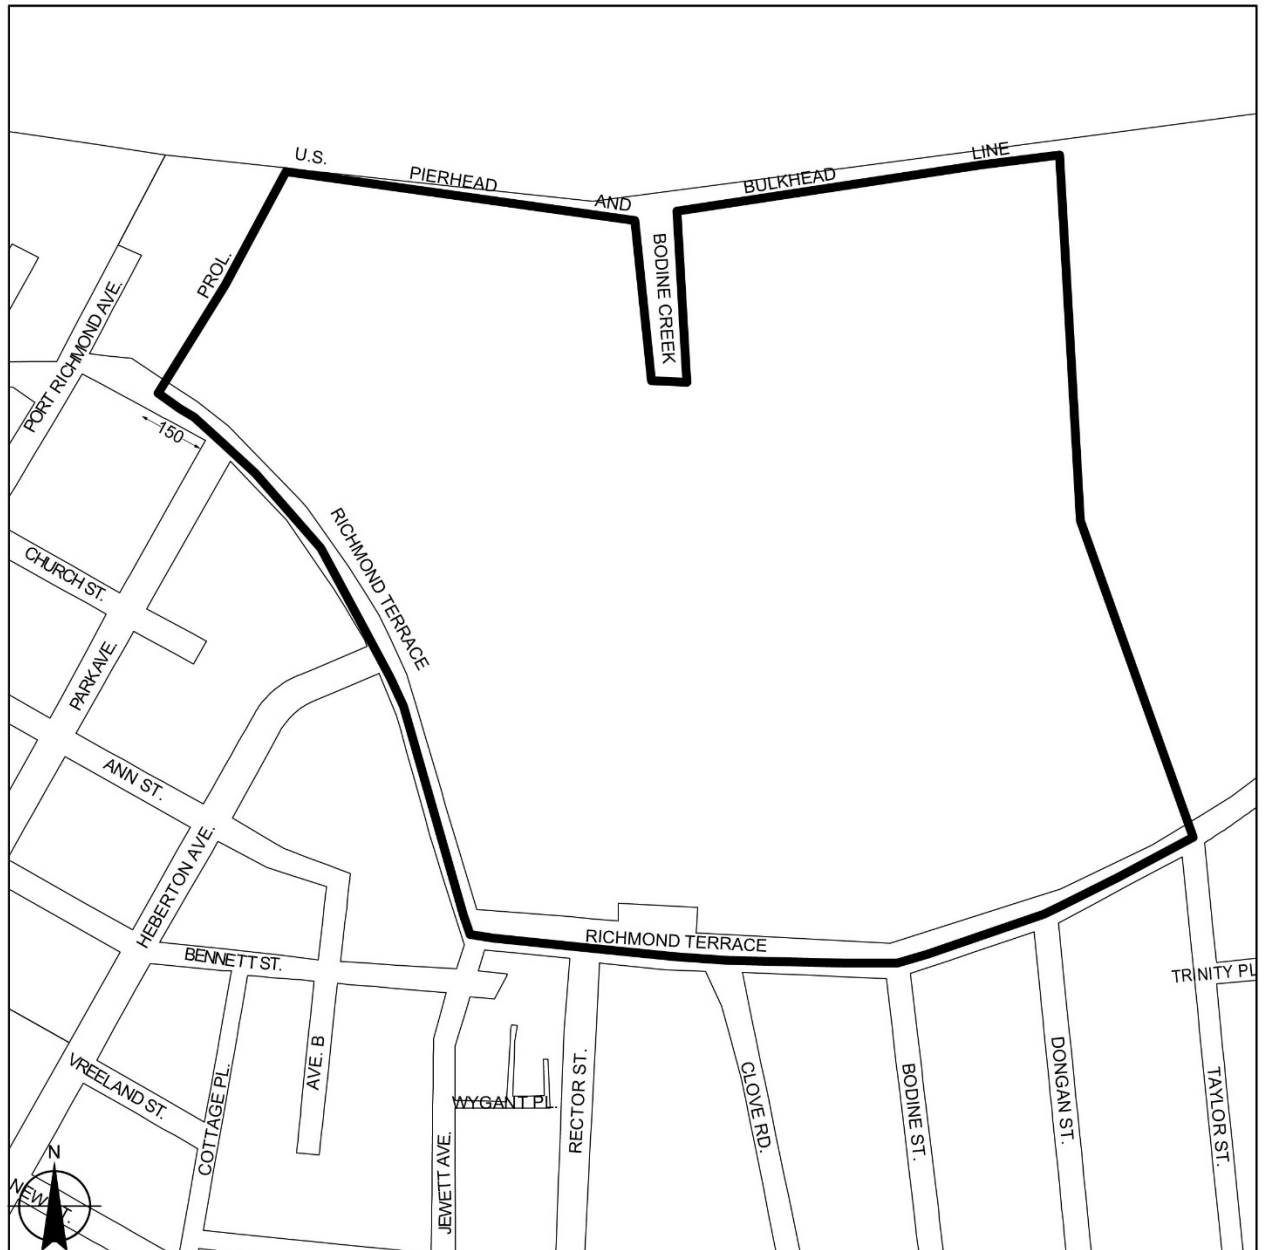 U.S.
PIERHEAD
AND
BULKHEAD
LINE
BODINE CREEK
PROL.
PORT RICHMOND AVE.
150
RICHMOND TERRACE
CHURCH ST.
PARK AVE.
ANN ST.
HEBERTON AVE.
RICHMOND TERRACE
BENNETT ST.
TRINITY PL
AVE. B
VREELAND ST.
COTTAGE PL.
WYGANT PL.
RECTOR ST.
CLOVE RD.
BODINE ST.
DONGAN ST.
TAYLOR ST.
JEWETT AVE.
N
NEW ST.